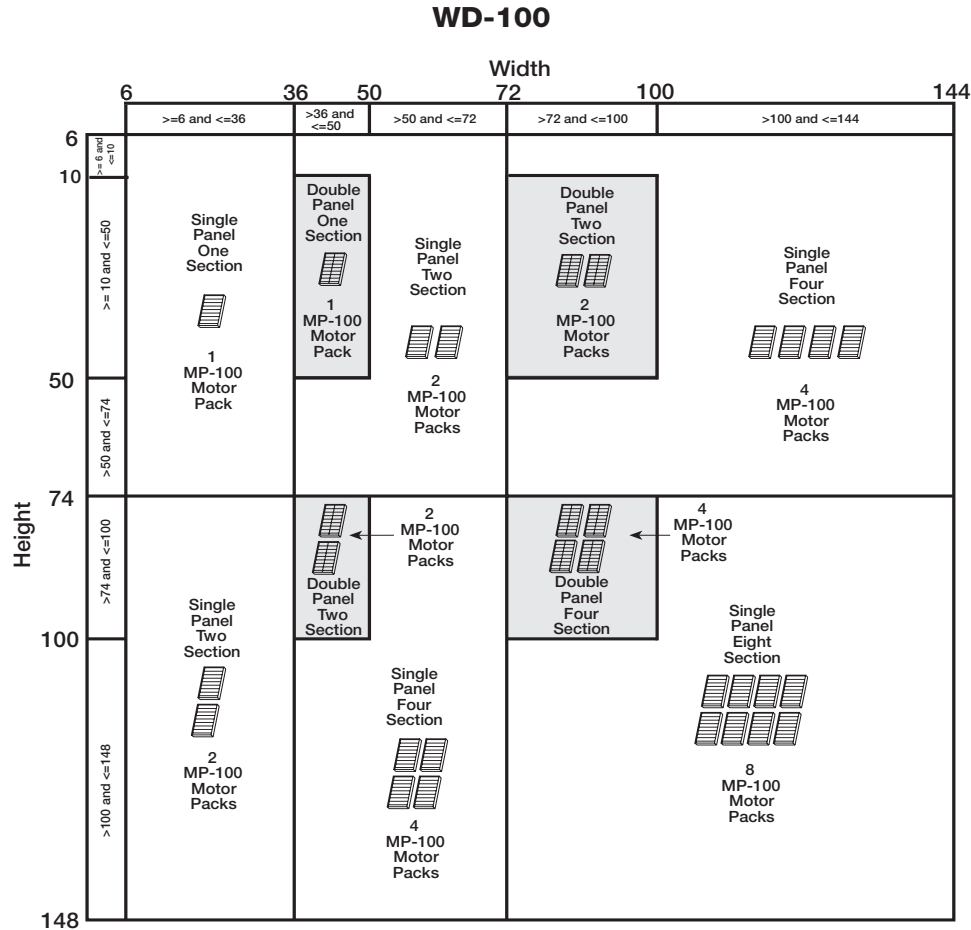 WD-100
Width
6 36 50 72 100 144
>=6 and <=36
>36 and
<=50
>50 and <=72
>72 and <=100
>100 and <=144
Height
6
10
50
74
100
148
>= 6 and
<=10
>= 10 and <=50
>50 and <=74
>74 and <=100
>100 and <=148
Single
Panel
One
Section
1
MP-100
Motor
Pack
Double
Panel
One
Section
1
MP-100
Motor
Pack
Single
Panel
Two
Section
2
MP-100
Motor
Packs
Double
Panel
Two
Section
2
MP-100
Motor
Packs
Single
Panel
Four
Section
4
MP-100
Motor
Packs
Single
Panel
Two
Section
2
MP-100
Motor
Packs
Double
Panel
Two
Section
2
MP-100
Motor
Packs
Single
Panel
Four
Section
4
MP-100
Motor
Packs
Double
Panel
Four
Section
4
MP-100
Motor
Packs
Single
Panel
Eight
Section
8
MP-100
Motor
Packs